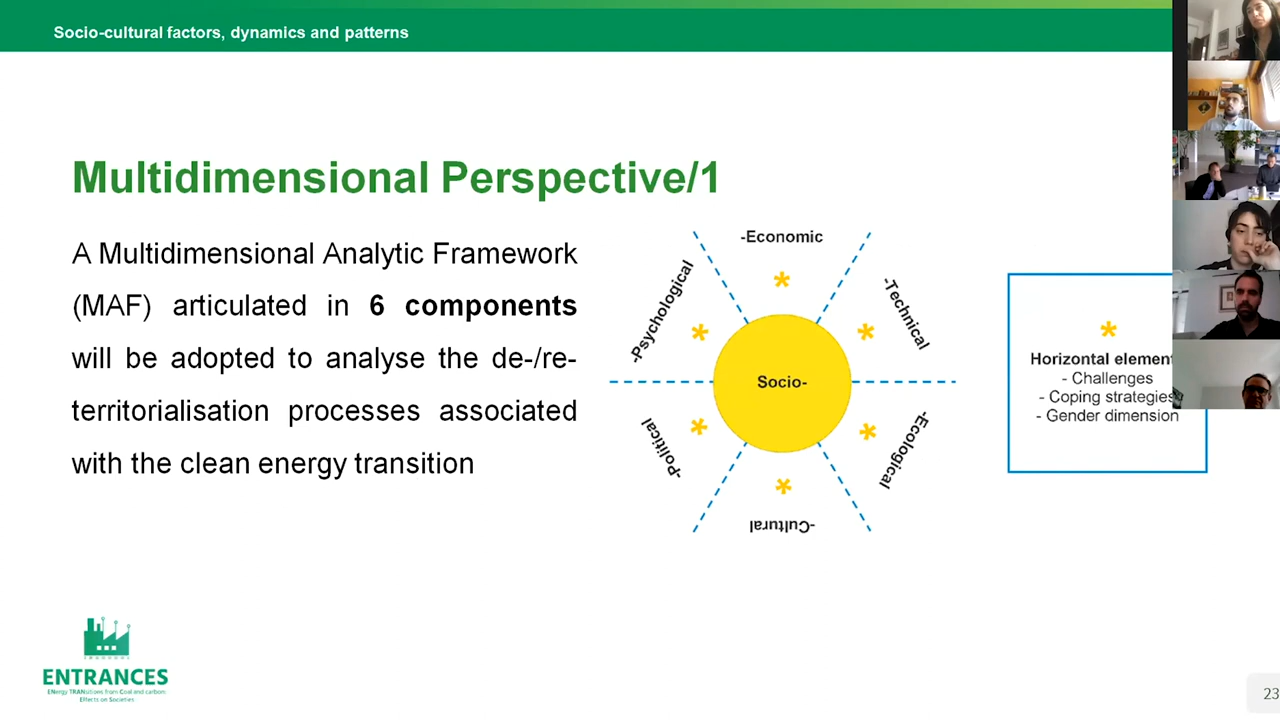 Socio-cultural factors, dynamics and patterns
Multidimensional Perspective/1
A Multidimensional Analytic Framework
(MAF) articulated in 6 components
will be adopted to analyse the de-/re-
territorialisation processes associated
with the clean energy transition
-Economic
-Technical
-Ecological
-Cultural
-Political
-Psychological
Socio-
*
Horizontal element
- Challenges
- Coping strategies
- Gender dimension
ENTRANCES
ENergy TRANsitions from Coal and carbon:
Effects on Societies
23